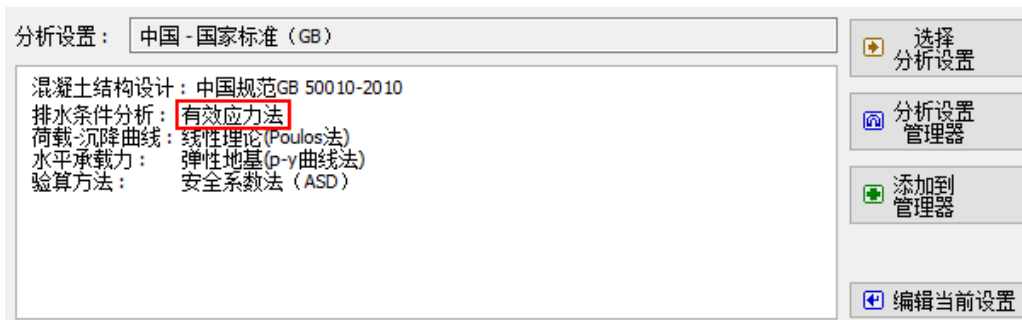 分析设置： 中国 - 国家标准（GB）
选择
分析设置
混凝土结构设计：中国规范GB 50010-2010
排水条件分析：有效应力法
荷载-沉降曲线：线性理论(Poulos法)
水平承载力： 弹性地基(p-y曲线法)
验算方法： 安全系数法（ASD）
分析设置
管理器
添加到
管理器
编辑当前设置